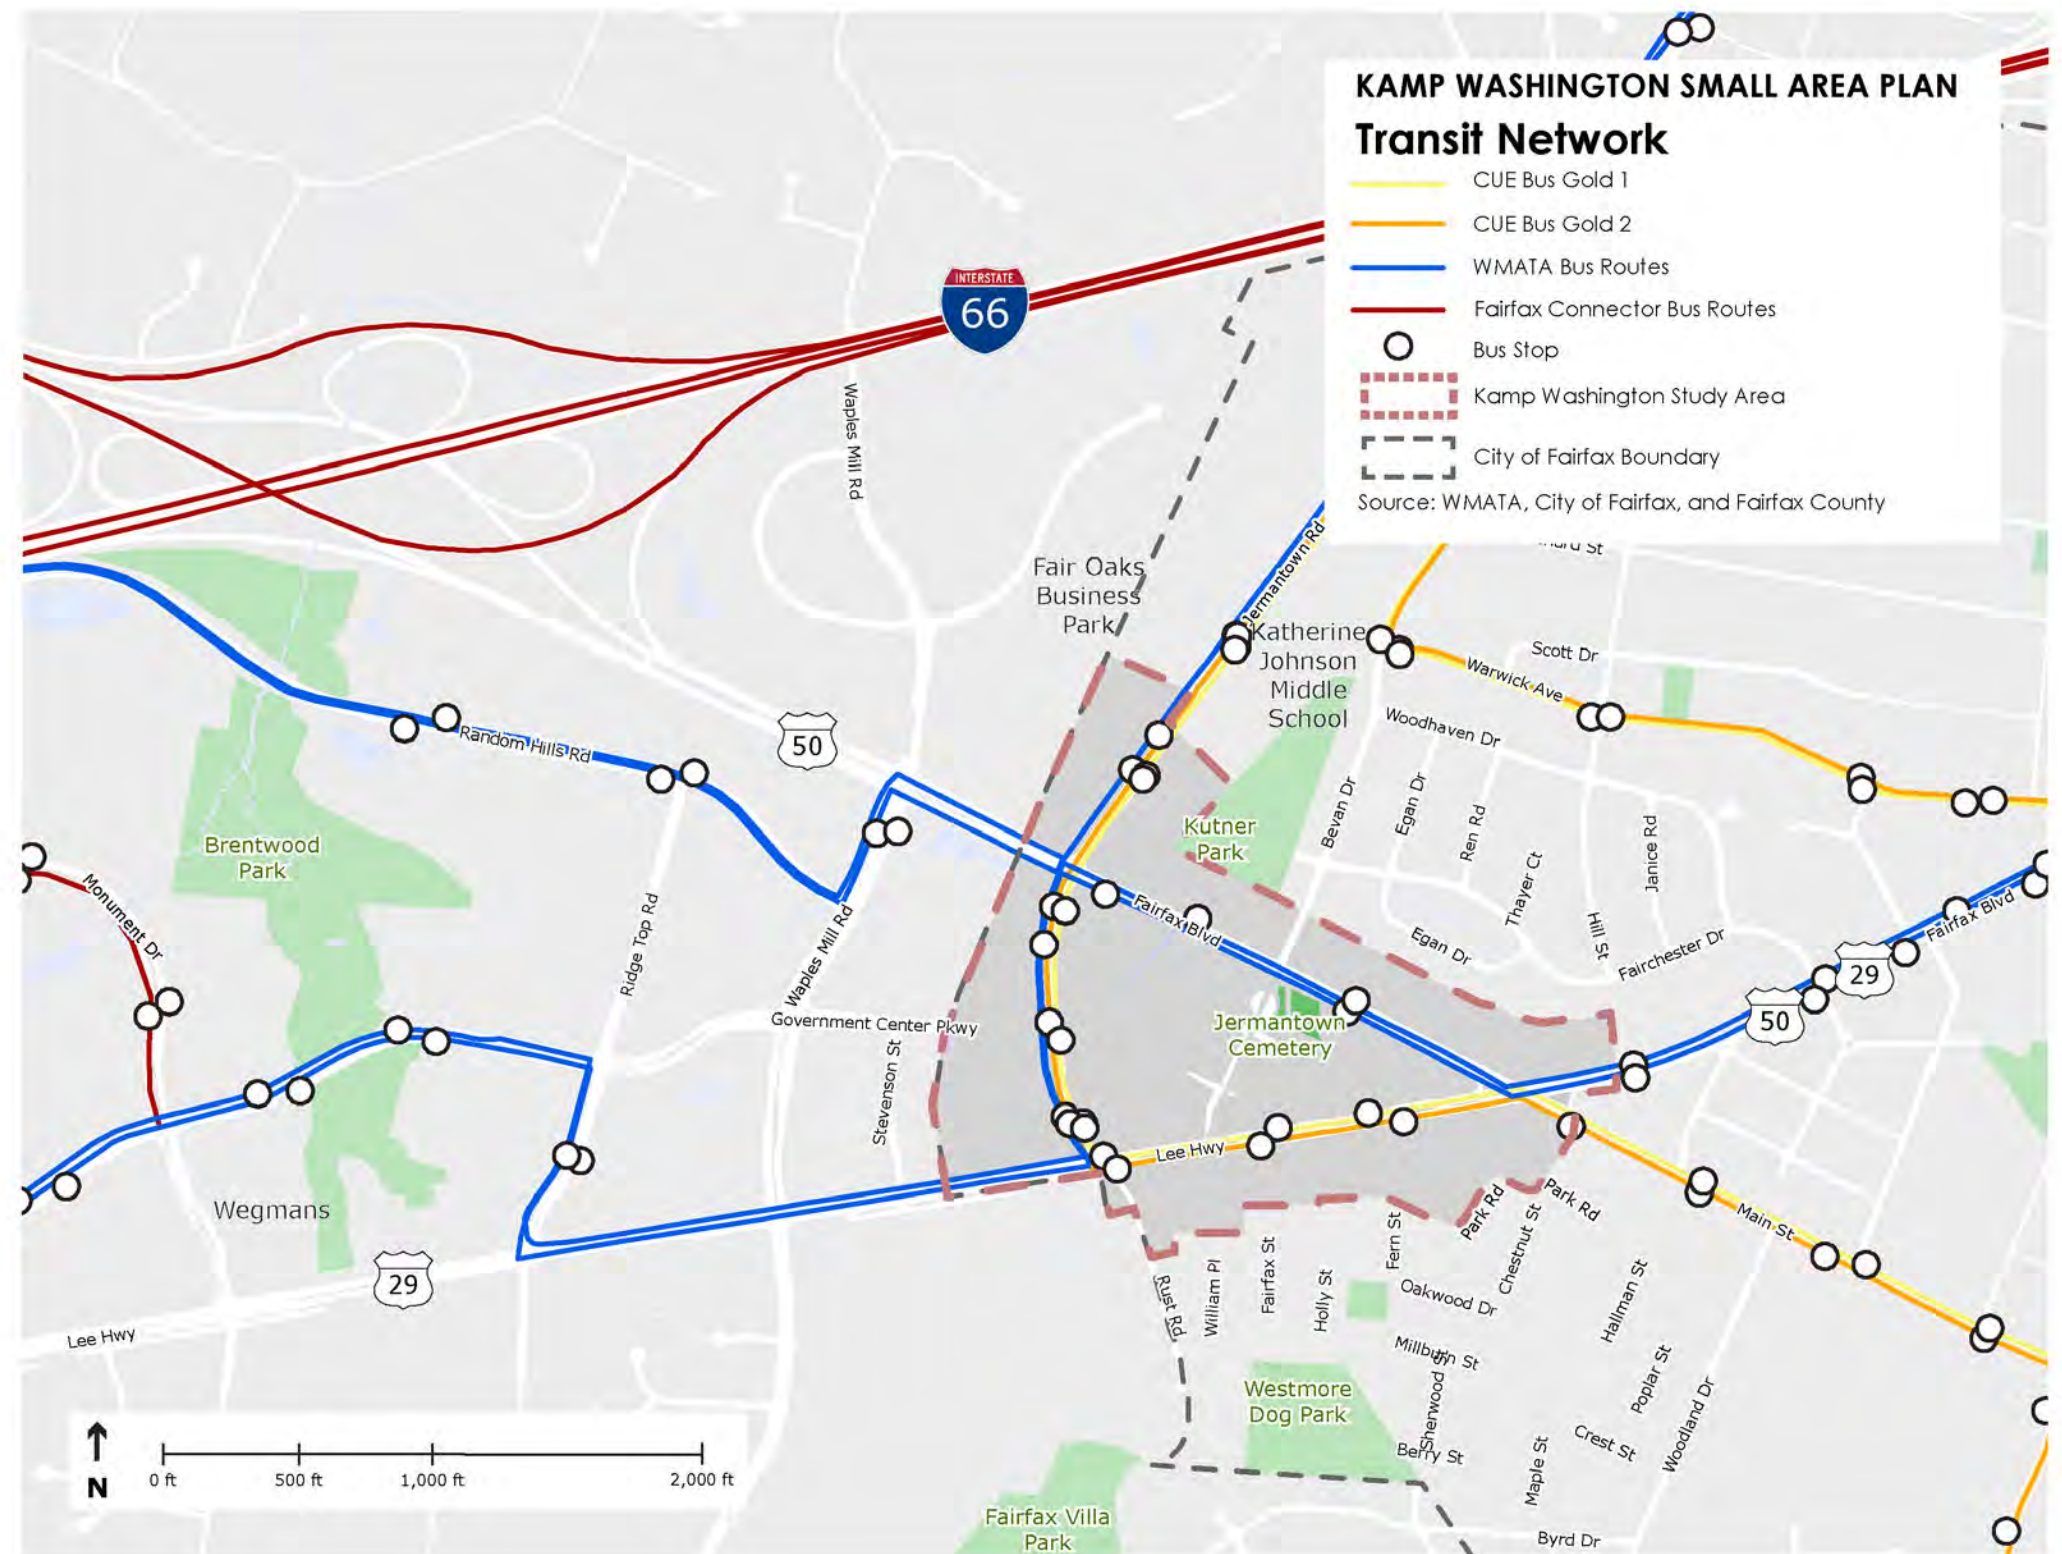 KAMP WASHINGTON SMALL AREA PLAN
Transit Network
CUE Bus Gold 1
CUE Bus Gold 2
WMATA Bus Routes
Fairfax Connector Bus Routes
Bus Stop
Kamp Washington Study Area
City of Fairfax Boundary
Source: WMATA, City of Fairfax, and Fairfax County
INTERSTATE
66
Waples Mill Rd
Jermantown Rd
Fair Oaks
Business
Park
Katherine
Johnson
Middle
School
Scott Dr
Warwick Ave
Woodhaven Dr
50
Random Hills Rd
Bevan Dr
Egan Dr
Ren Rd
Thayer Ct
Janice Rd
Hill St
Kutner
Park
Brentwood
Park
Monument Dr
Ridge Top Rd
Waples Mill Rd
Fairfax Blvd
Egan Dr
Fairchester Dr
Fairfax Blvd
29
50
Government Center Pkwy
Stevenson St
Jermantown
Cemetery
Lee Hwy
Wegmans
29
Lee Hwy
Park Rd
Park Rd
Main St
Chestnut St
Fern St
Fairfax St
William Pl
Holly St
Rust Rd
Oakwood Dr
Hallman St
Millburn St
Sherwood S
Poplar St
Woodland Dr
Westmore
Dog Park
Crest St
Berry St
Maple St
Byrd Dr
Fairfax Villa
Park
N
0 ft
500 ft
1,000 ft
2,000 ft